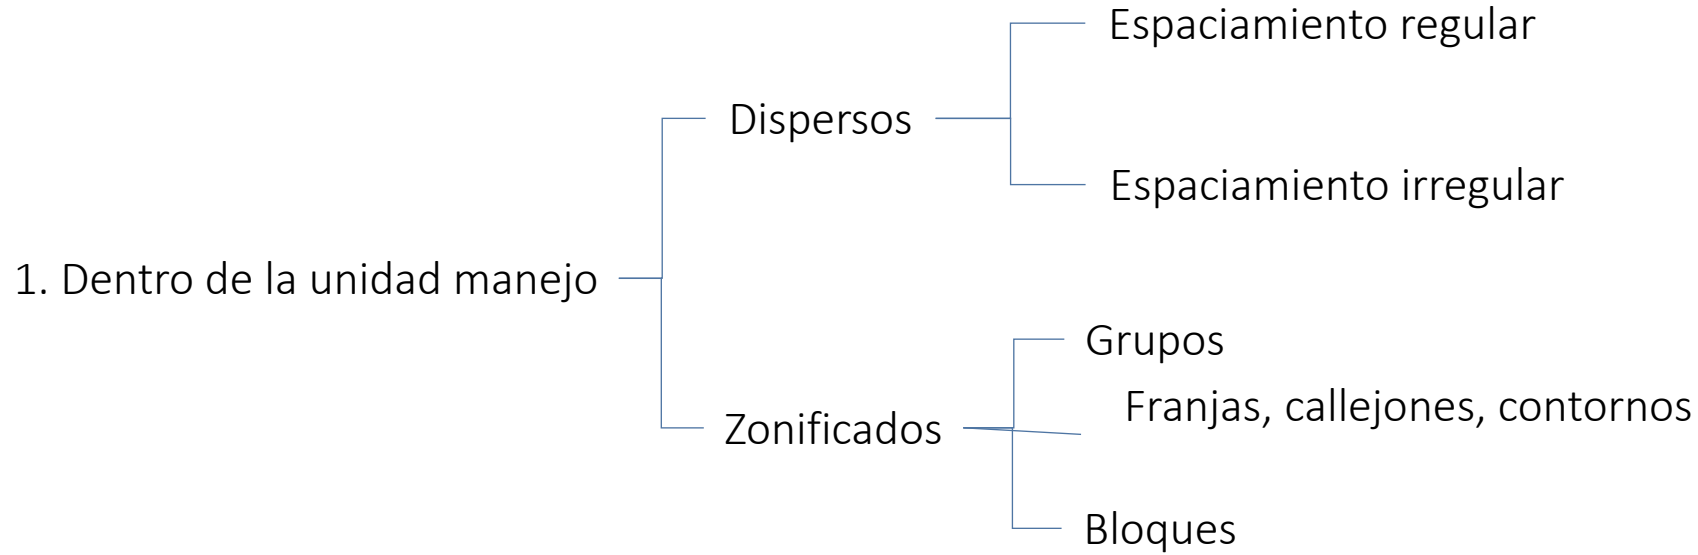 Espaciamiento regular
Dispersos
Espaciamiento irregular
1. Dentro de la unidad manejo
Grupos
Franjas, callejones, contornos
Zonificados
Bloques